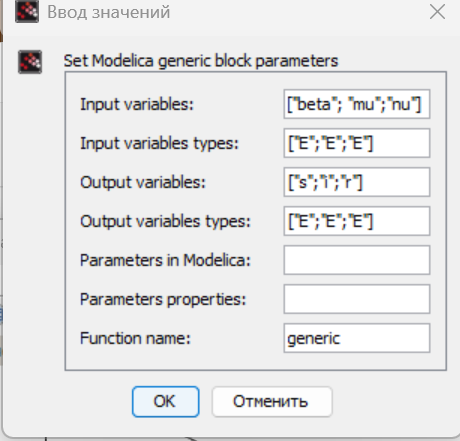 Ввод значений
Set Modelica generic block parameters
Input variables: ["beta"; "mu";"nu"]
Input variables types: ["E";"E";"E"]
Output variables: ["s";"i";"r"]
Output variables types: ["E";"E";"E"]
Parameters in Modelica:
Parameters properties:
Function name: generic
OK Отменить